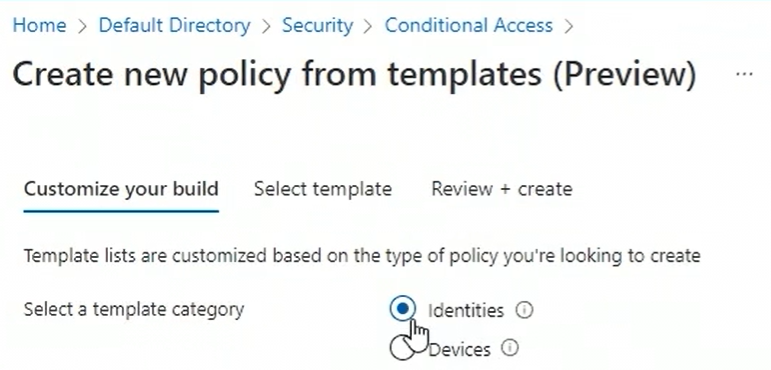 Home > Default Directory > Security > Conditional Access >
Create new policy from templates (Preview) ...
Customize your build Select template Review + create
Template lists are customized based on the type of policy you're looking to create
Select a template category Identities
Devices